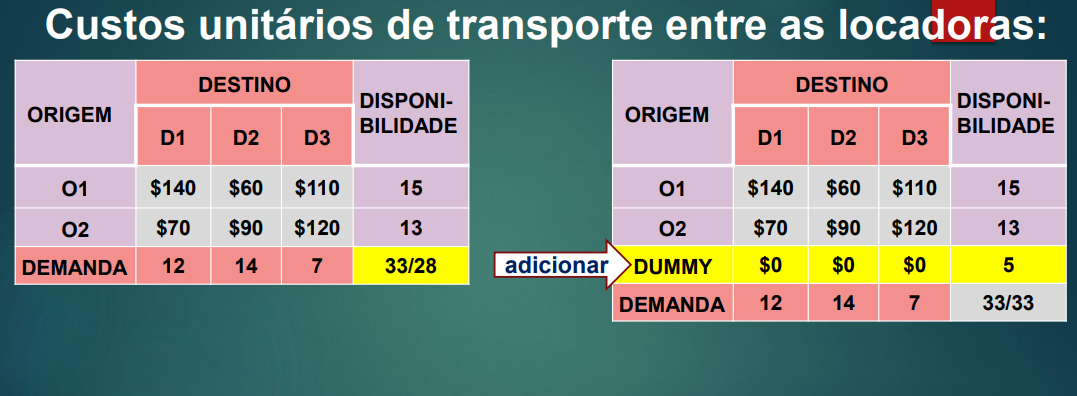 Custos unitários de transporte entre as locadoras:
ORIGEM DESTINO DISPONI-
BILIDADE
D1 D2 D3
O1 $140 $60 $110 15
O2 $70 $90 $120 13
DEMANDA 12 14 7 33/28
adicionar
ORIGEM DESTINO DISPONI-
BILIDADE
D1 D2 D3
O1 $140 $60 $110 15
O2 $70 $90 $120 13
DUMMY $0 $0 $0 5
DEMANDA 12 14 7 33/33